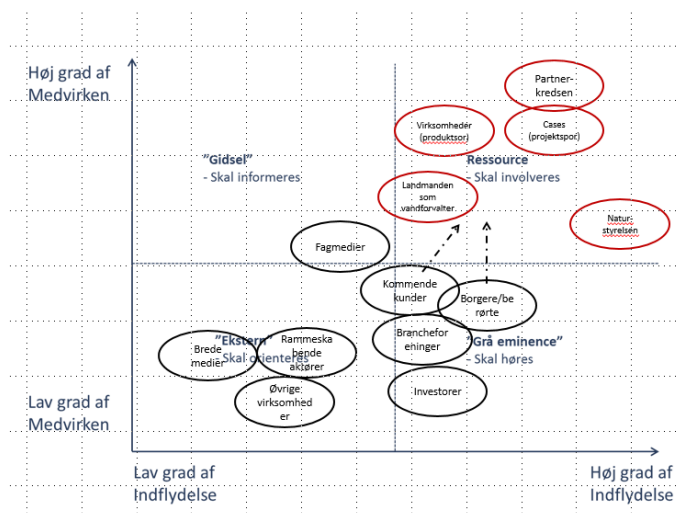 Høj grad af
Medvirken
Partner-
kredsen
Virksomheder
(produktsor)
Cases
(projektspor)
”Gidsel”
- Skal informeres
Ressource
- Skal involveres
Landmanden
som
vandforvalter
Natur-
styrelsen
Fagmedier
Kommende
kunder
Borgere/be
rørte
”Ekstern”
- Skal orienteres
Brede
medier
Rammeska
bende
aktører
Branchefor
eninger
”Grå eminence”
- Skal høres
Øvrige
virksomhed
er
Investorer
Lav grad af
Medvirken
Lav grad af
Indflydelse
Høj grad af
Indflydelse